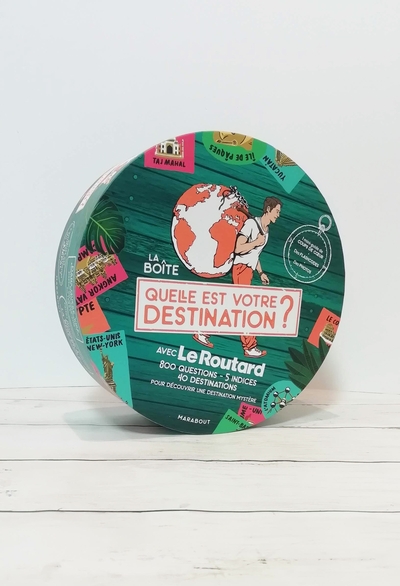 TAJ MAHAL
ÎLE DE PÂQUES
YUCATAN
LA
BOÎTE
QUELLE EST VOTRE
DESTINATION ?
AVEC Le Routard
800 QUESTIONS - 5 INDICES
40 DESTINATIONS
POUR DÉCOUVRIR UNE DESTINATION MYSTÈRE
MARABOUT
ANGKOR
ÉTATS-UNIS
NEW-YORK